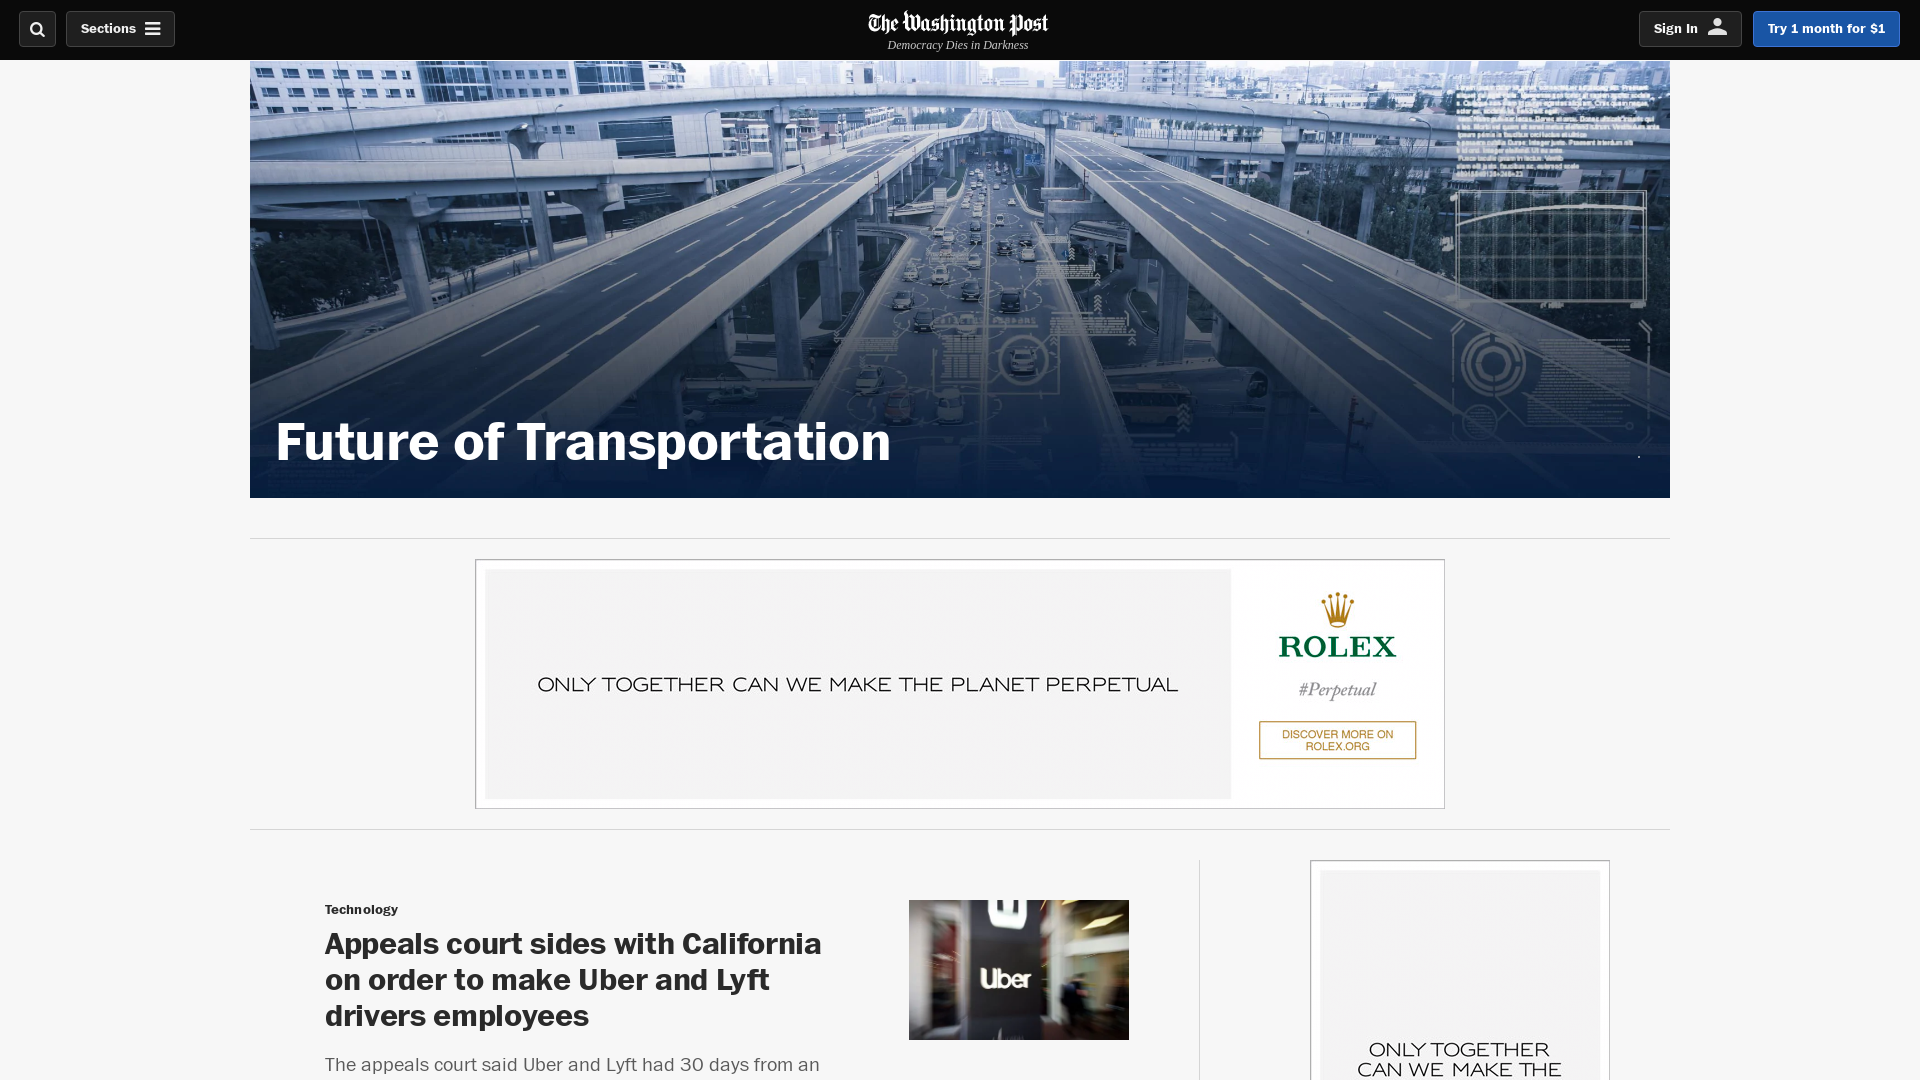 Sections
The Washington Post
Democracy Dies in Darkness
Sign In
Try 1 month for $1
Future of Transportation
ONLY TOGETHER CAN WE MAKE THE PLANET PERPETUAL
ROLEX
#Perpetual
DISCOVER MORE ON
ROLEX.ORG
Technology
Appeals court sides with California
on order to make Uber and Lyft
drivers employees
The appeals court said Uber and Lyft had 30 days from an
Uber
ONLY TOGETHER
CAN WE MAKE THE